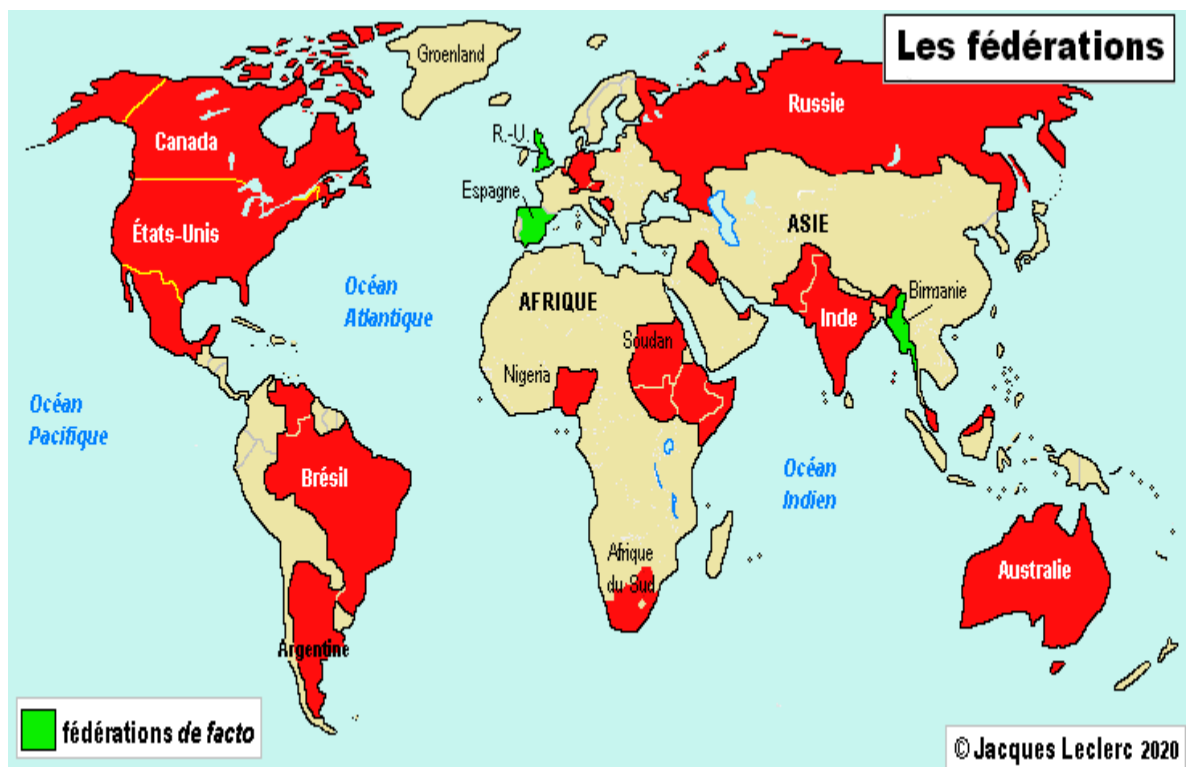 Les fédérations
Groenland
Russie
R.-U.
Canada
Espagne
ASIE
États-Unis
Océan
Atlantique
AFRIQUE
Birmanie
Inde
Soudan
Nigeria
Océan
Pacifique
Brésil
Océan
Indien
Afrique
du Sud
Australie
Argentine
fédérations de facto
© Jacques Leclerc 2020